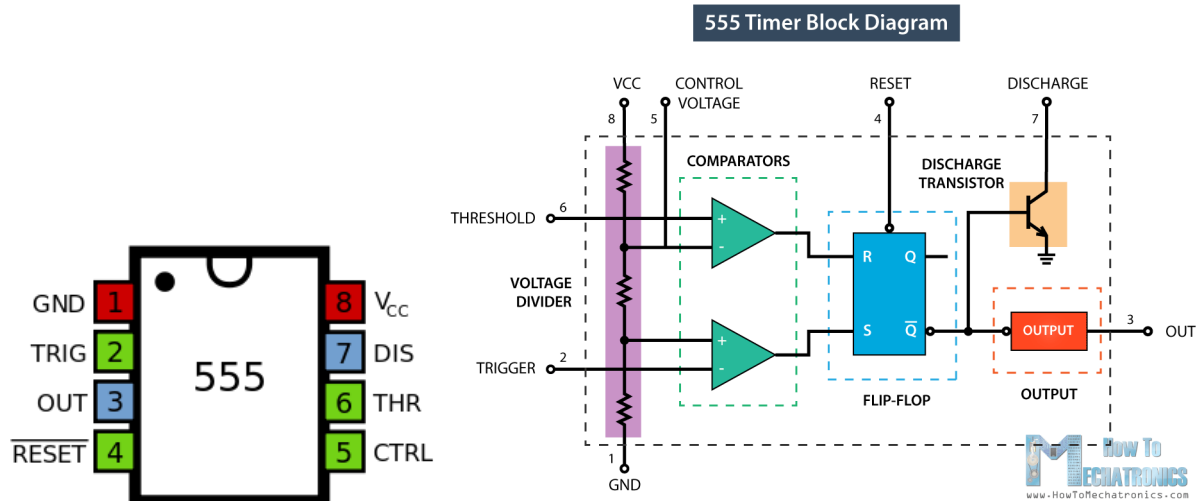 555 Timer Block Diagram
GND 1
TRIG 2
OUT 3
RESET 4
555
8 VCC
7 DIS
6 THR
5 CTRL
VCC
8
CONTROL
VOLTAGE
5
RESET
4
DISCHARGE
7
COMPARATORS
DISCHARGE
TRANSISTOR
THRESHOLD
6
+
-
R Q
VOLTAGE
DIVIDER
S Q̅
OUTPUT
3
OUT
TRIGGER
2
+
-
FLIP-FLOP
OUTPUT
1
GND
How To
MECHATRONICS
www.HowToMechatronics.com